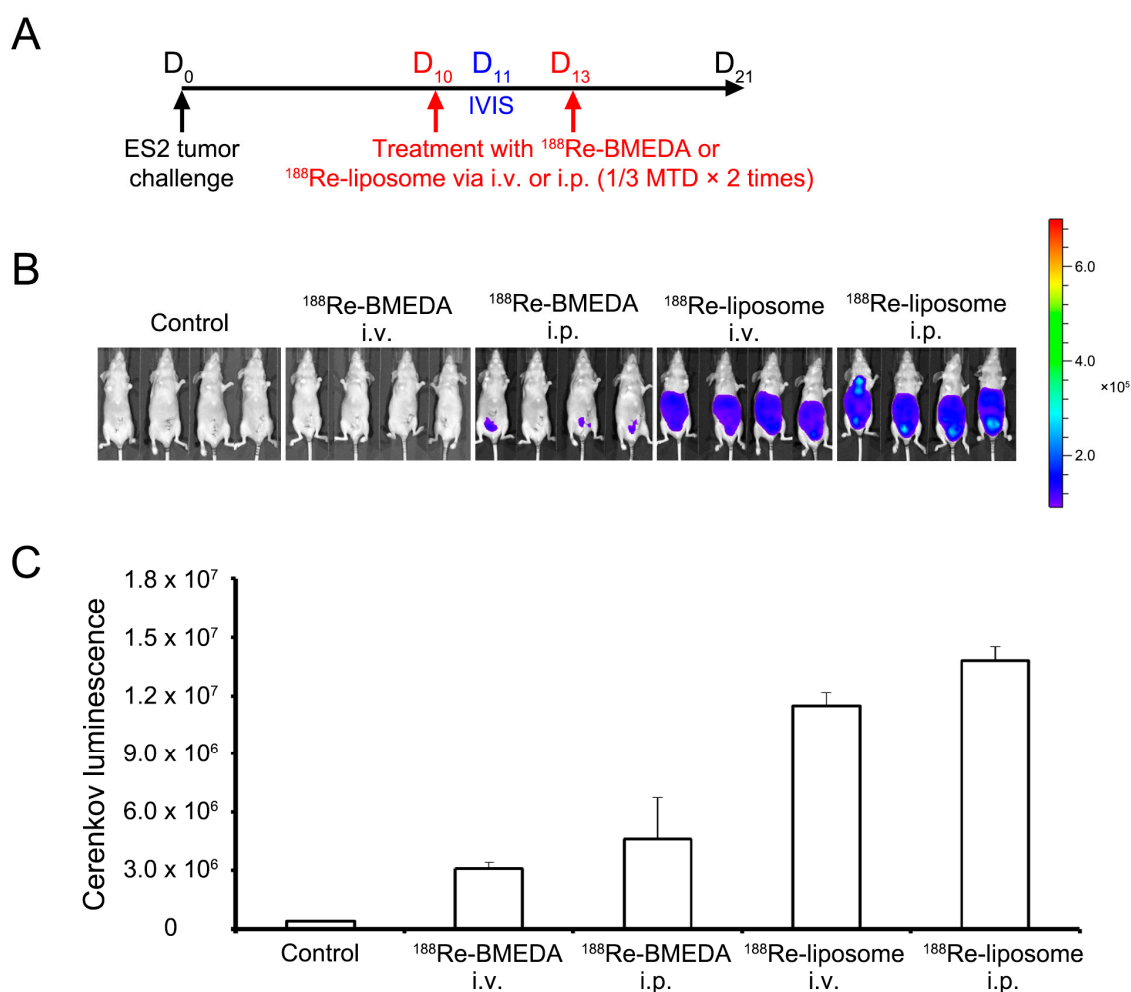 A
D₀ D₁₀ D₁₁ D₁₃ D₂₁
IVIS
ES2 tumor
challenge
Treatment with ¹⁸⁸Re-BMEDA or
¹⁸⁸Re-liposome via i.v. or i.p. (1/3 MTD × 2 times)
B
Control
¹⁸⁸Re-BMEDA
i.v.
¹⁸⁸Re-BMEDA
i.p.
¹⁸⁸Re-liposome
i.v.
¹⁸⁸Re-liposome
i.p.
6.0
4.0
×10⁵
2.0
C
Cerenkov luminescence
1.8 x 10⁷
1.5 x 10⁷
1.2 x 10⁷
9.0 x 10⁶
6.0 x 10⁶
3.0 x 10⁶
0
Control
¹⁸⁸Re-BMEDA
i.v.
¹⁸⁸Re-BMEDA
i.p.
¹⁸⁸Re-liposome
i.v.
¹⁸⁸Re-liposome
i.p.